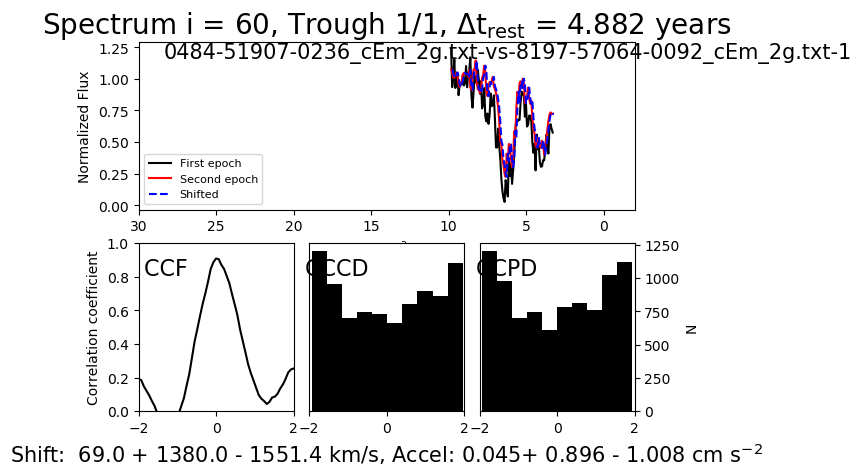 Spectrum i = 60, Trough 1/1, Δt_rest = 4.882 years
0484-51907-0236_cEm_2g.txt-vs-8197-57064-0092_cEm_2g.txt-1
Normalized Flux
1.25
1.00
0.75
0.50
0.25
0.00
First epoch
Second epoch
Shifted
30 25 20 15 10 5 0
Correlation coefficient
1.0
0.8
0.6
0.4
0.2
0.0
CCF
CCCD
CCPD
1250
1000
750
500
250
0
N
−2 0 2
−2 0 2
−2 0 2
Shift: 69.0 + 1380.0 - 1551.4 km/s, Accel: 0.045+ 0.896 - 1.008 cm s⁻²